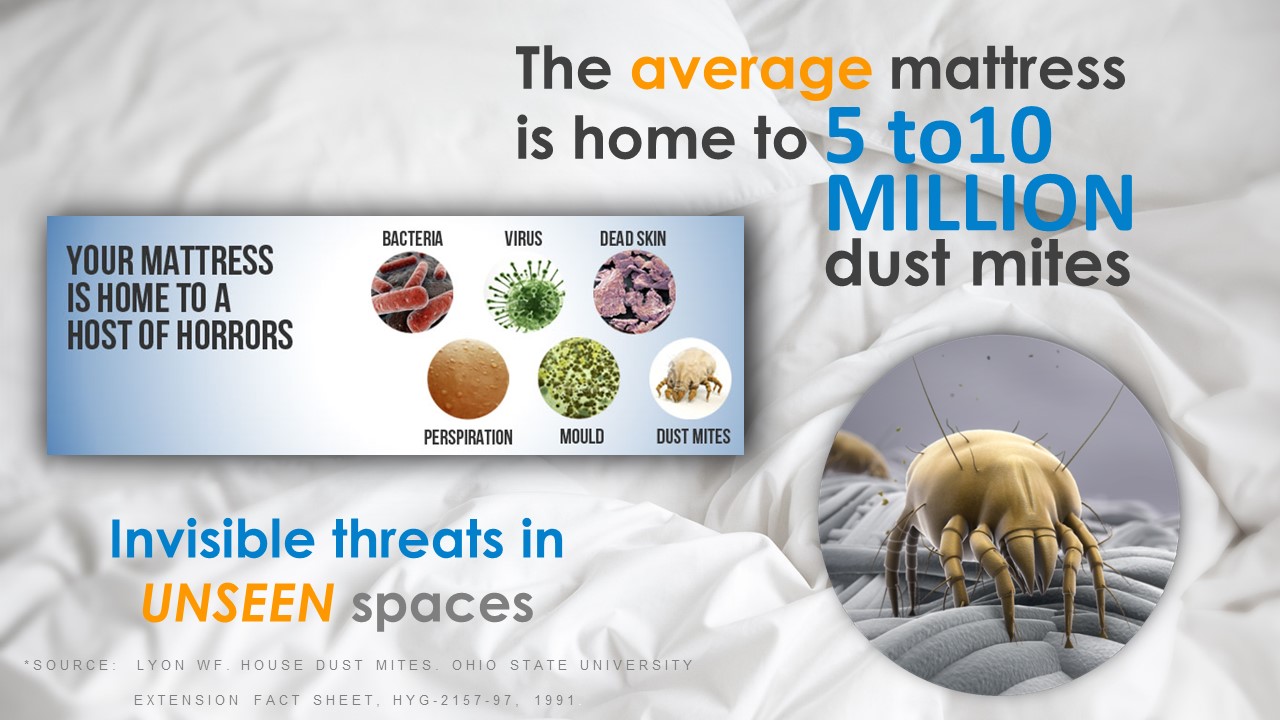 The average mattress
is home to 5 to10
MILLION
dust mites
YOUR MATTRESS
IS HOME TO A
HOST OF HORRORS
BACTERIA VIRUS DEAD SKIN
PERSPIRATION MOULD DUST MITES
Invisible threats in
UNSEEN spaces
*SOURCE: LYON WF. HOUSE DUST MITES. OHIO STATE UNIVERSITY
EXTENSION FACT SHEET, HYG-2157-97, 1991.